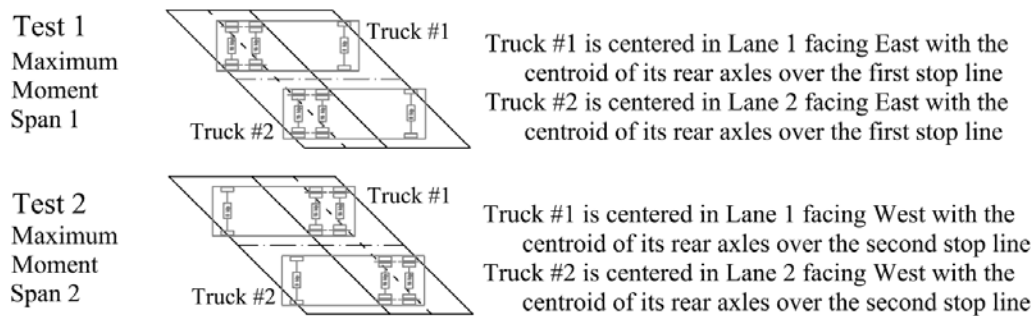 Test 1
Maximum
Moment
Span 1
Truck #1
Truck #2
Truck #1 is centered in Lane 1 facing East with the
centroid of its rear axles over the first stop line
Truck #2 is centered in Lane 2 facing East with the
centroid of its rear axles over the first stop line
Test 2
Maximum
Moment
Span 2
Truck #1
Truck #2
Truck #1 is centered in Lane 1 facing West with the
centroid of its rear axles over the second stop line
Truck #2 is centered in Lane 2 facing West with the
centroid of its rear axles over the second stop line